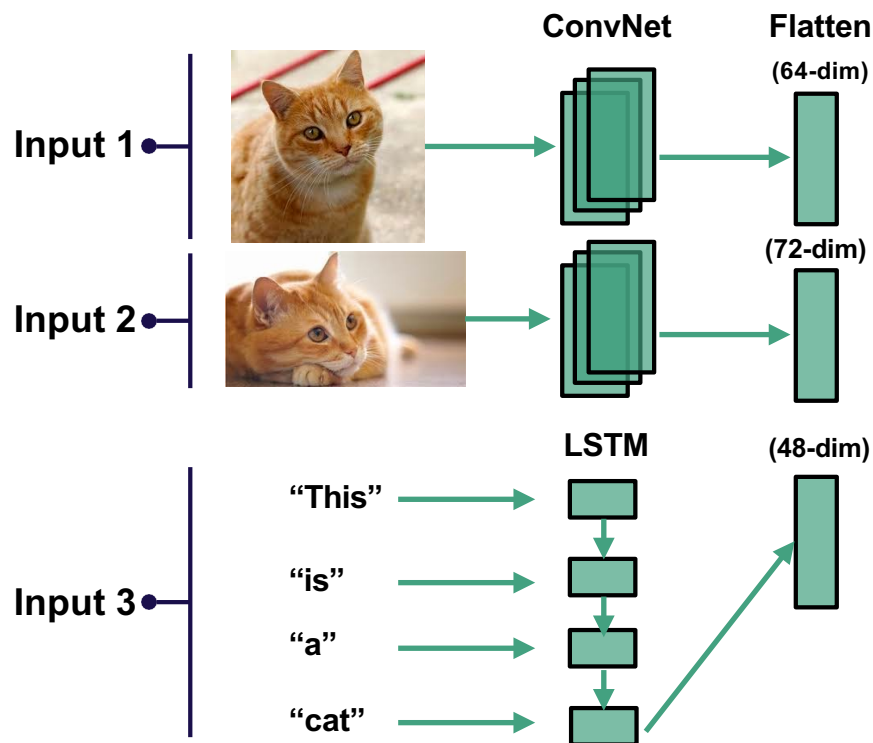 ConvNet Flatten
(64-dim)
Input 1
(72-dim)
Input 2
LSTM (48-dim)
“This”
“is”
Input 3
“a”
“cat”